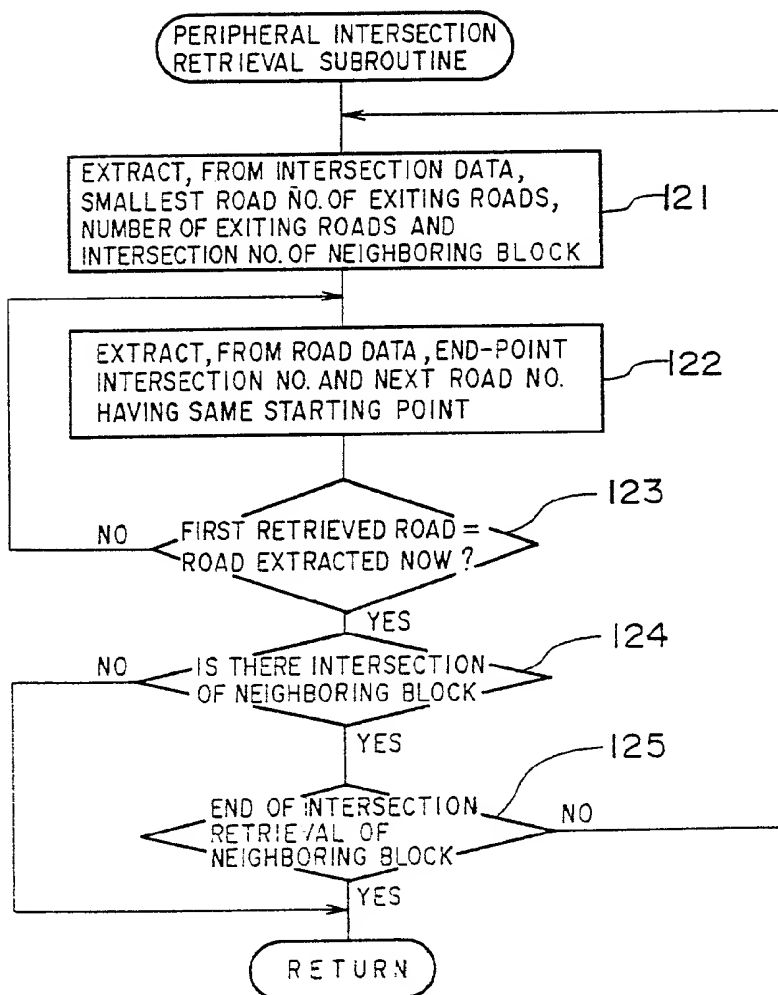 PERIPHERAL INTERSECTION
RETRIEVAL SUBROUTINE
EXTRACT, FROM INTERSECTION DATA,
SMALLEST ROAD NO. OF EXITING ROADS,
NUMBER OF EXITING ROADS AND
INTERSECTION NO. OF NEIGHBORING BLOCK
121
EXTRACT, FROM ROAD DATA, END-POINT
INTERSECTION NO. AND NEXT ROAD NO.
HAVING SAME STARTING POINT
122
123
NO
FIRST RETRIEVED ROAD =
ROAD EXTRACTED NOW ?
YES
124
NO
IS THERE INTERSECTION
OF NEIGHBORING BLOCK
YES
125
END OF INTERSECTION
RETRIEVAL OF
NEIGHBORING BLOCK
NO
YES
RETURN